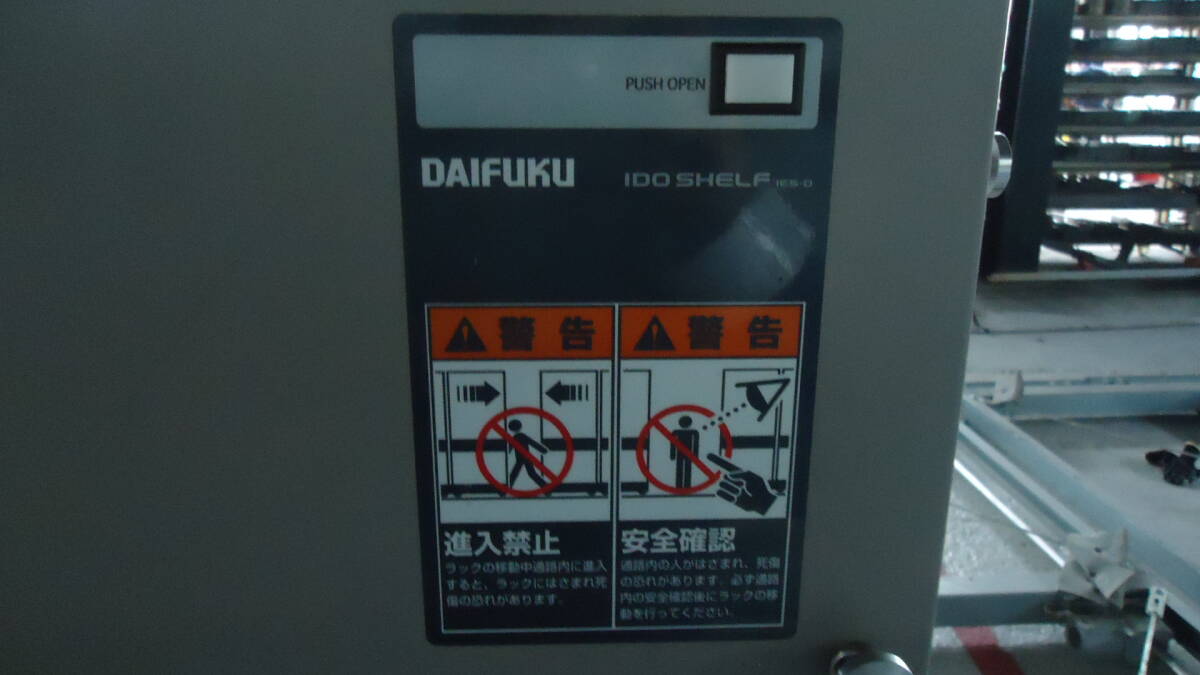 PUSH OPEN
DAIFUKU
IDO SHELF IES-D
警告
警告
進入禁止
ラックの移動中通路内に進入
すると、ラックにはさまれ死
傷の恐れがあります。
安全確認
通路内の人がはさまれ、死傷
の恐れがあります。必ず通路
内の安全確認後にラックの移
動を行ってください。